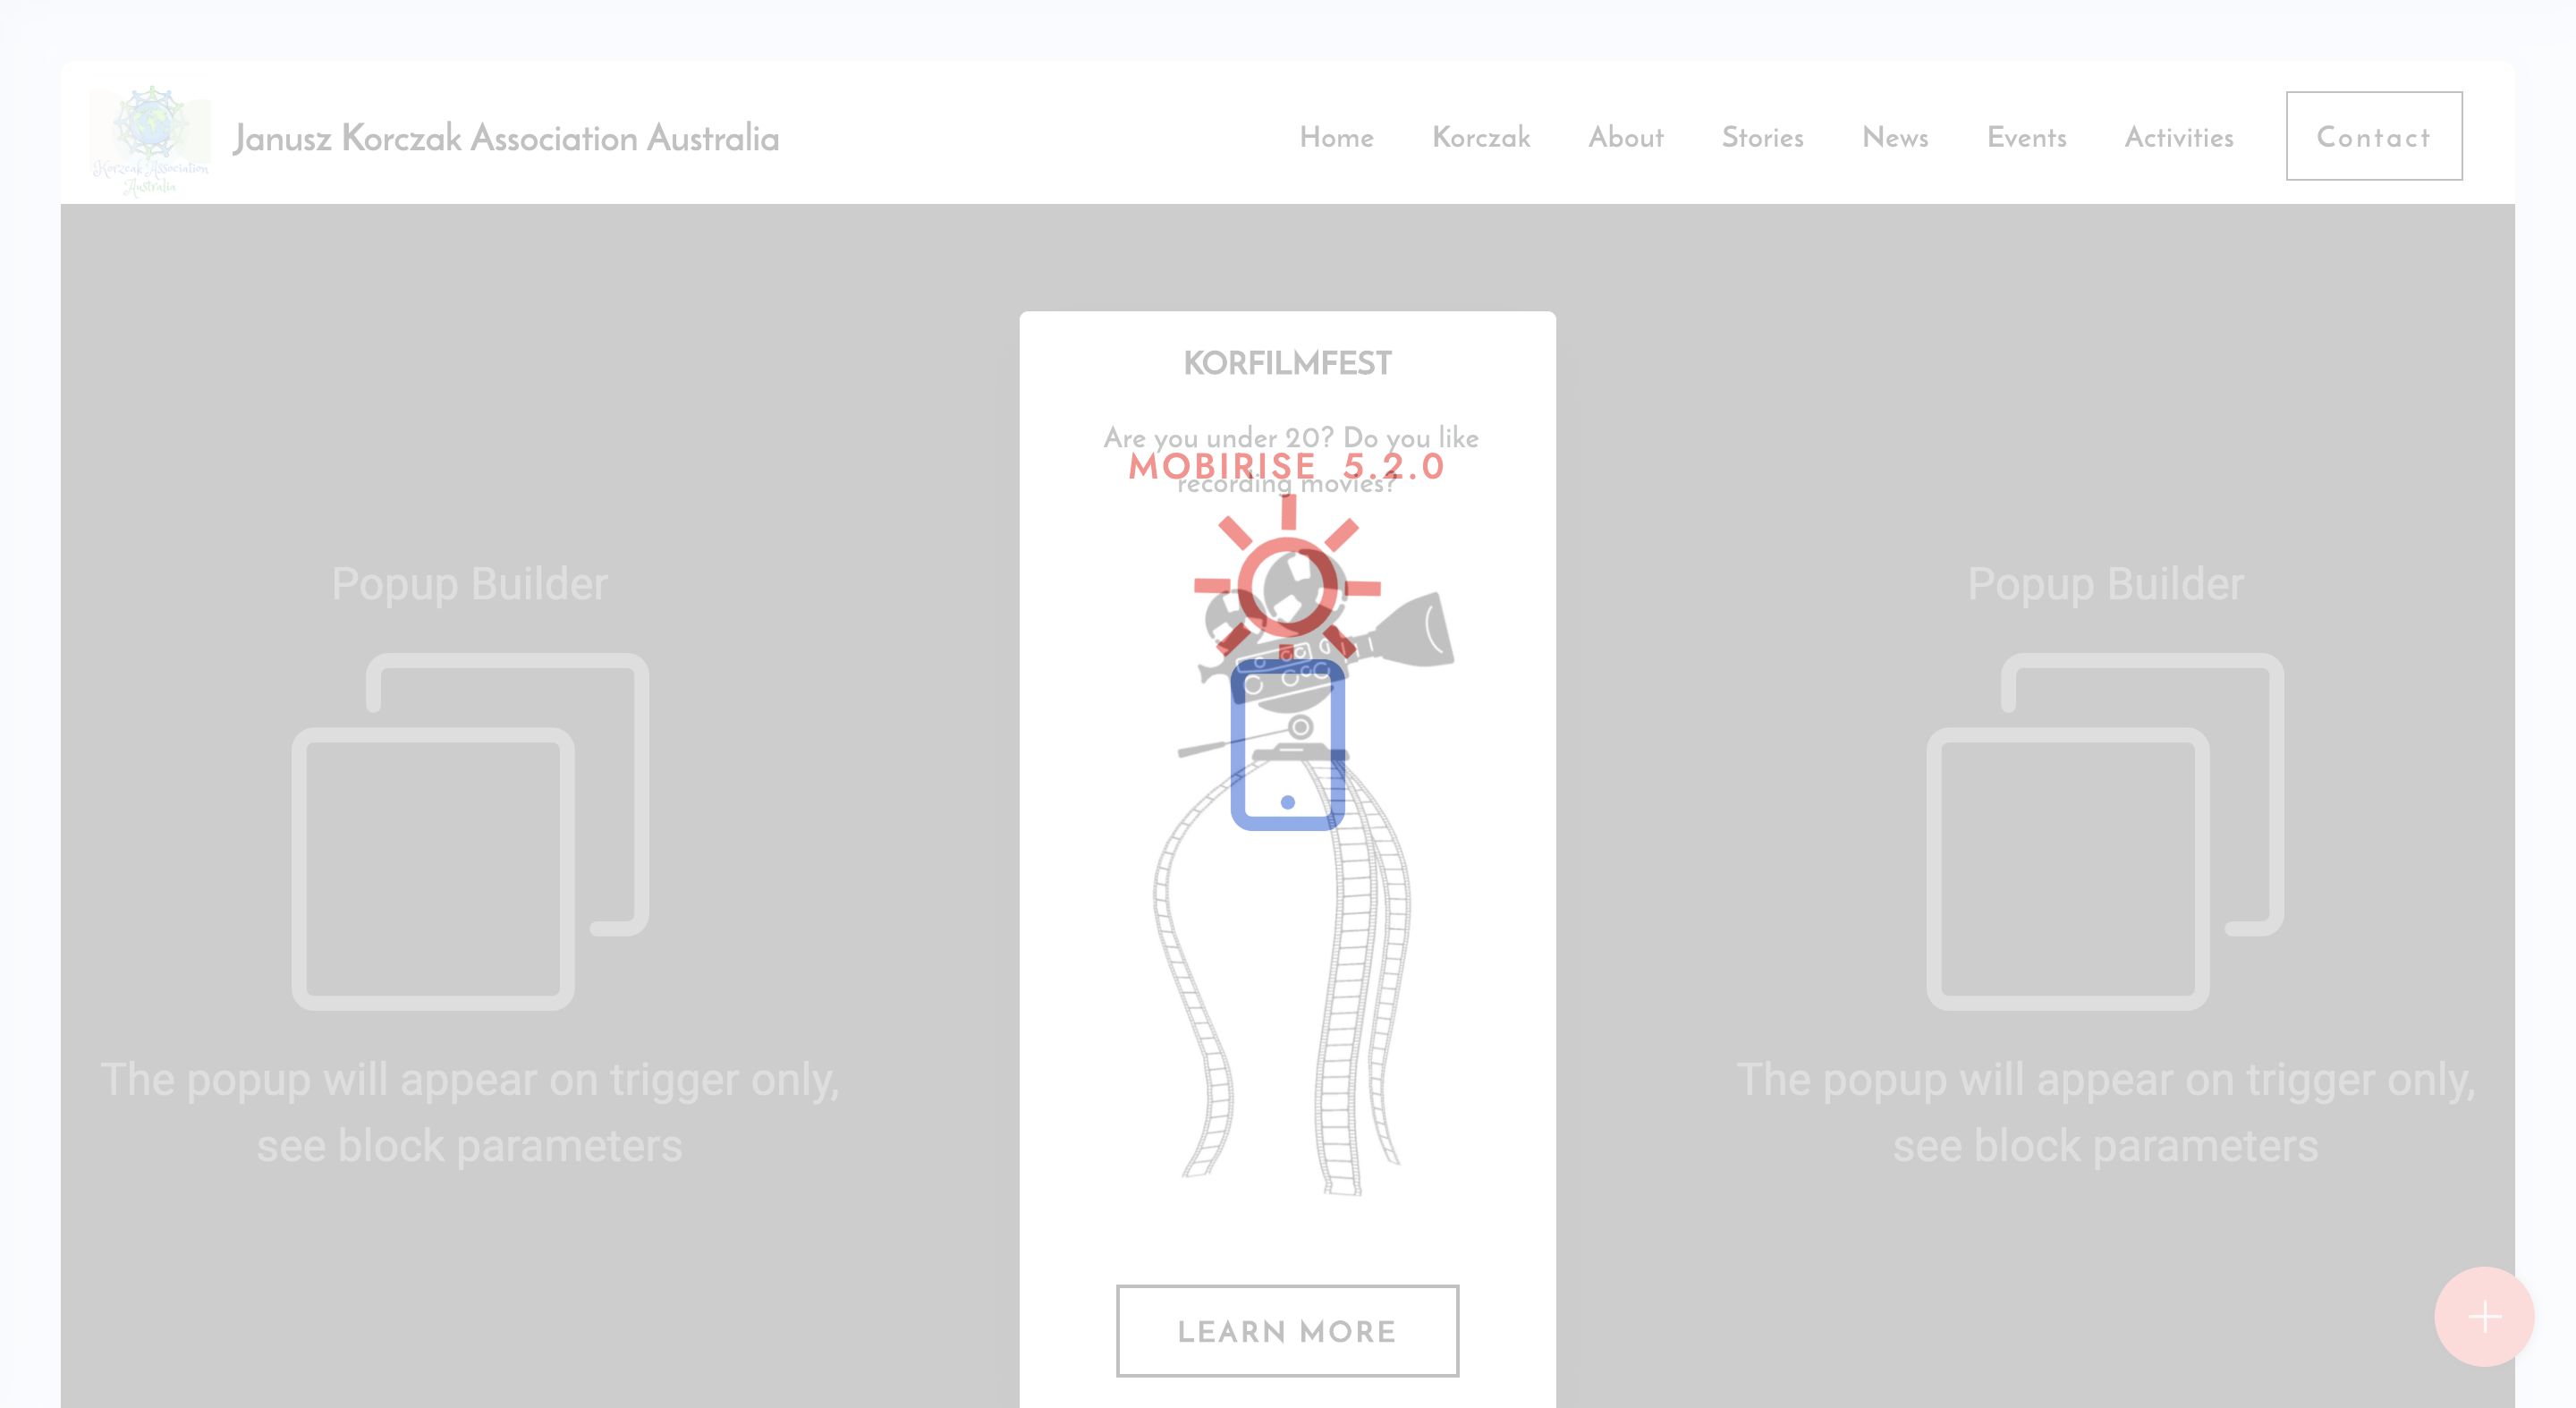 Korzcak Association
Australia
Janusz Korczak Association Australia
Home Korczak About Stories News Events Activities Contact
KORFILMFEST
Are you under 20? Do you like
MOBIRISE 5.2.0
recording movies?
Popup Builder
The popup will appear on trigger only,
see block parameters
LEARN MORE
Popup Builder
The popup will appear on trigger only,
see block parameters